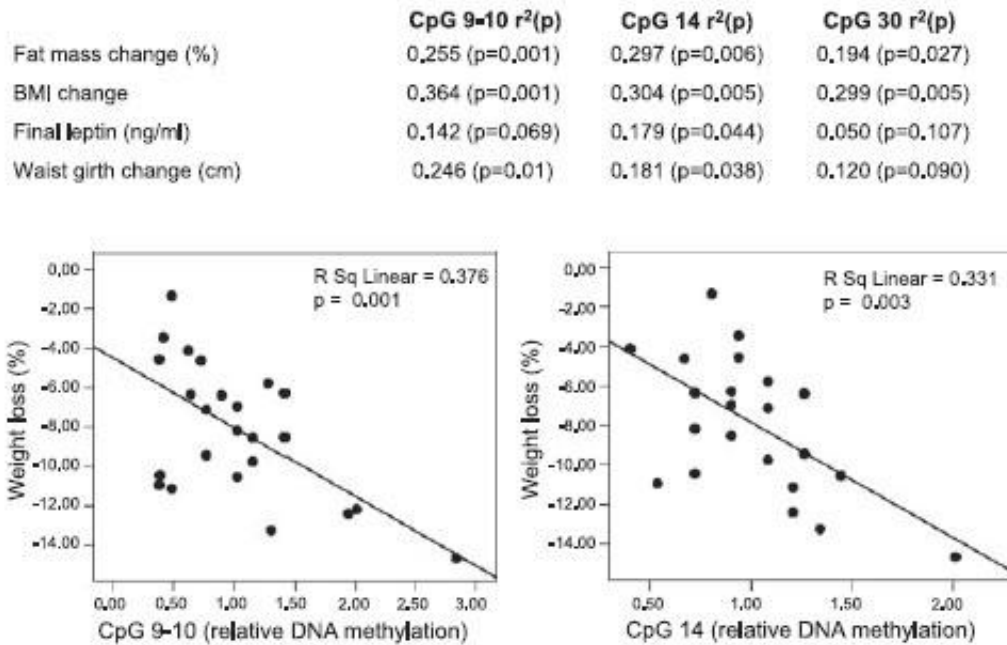 CpG 9-10 r²(p) CpG 14 r²(p) CpG 30 r²(p)
Fat mass change (%) 0.255 (p=0.001) 0.297 (p=0.006) 0.194 (p=0.027)
BMI change 0.364 (p=0.001) 0.304 (p=0.005) 0.299 (p=0.005)
Final leptin (ng/ml) 0.142 (p=0.069) 0.179 (p=0.044) 0.050 (p=0.107)
Waist girth change (cm) 0.246 (p=0.01) 0.181 (p=0.038) 0.120 (p=0.090)
Weight loss (%)
0,00
-2.00
-4.00
-6.00
-8.00
-10.00
-12.00
-14.00
R Sq Linear = 0.376
p = 0.001
0.00 0.50 1.00 1.50 2.00 2.50 3.00
CpG 9-10 (relative DNA methylation)
Weight loss (%)
0,00
-2.00
-4.00
-6.00
-8.00
-10.00
-12.00
-14.00
R Sq Linear = 0.331
p = 0.003
0.50 1.00 1.50 2.00
CpG 14 (relative DNA methylation)